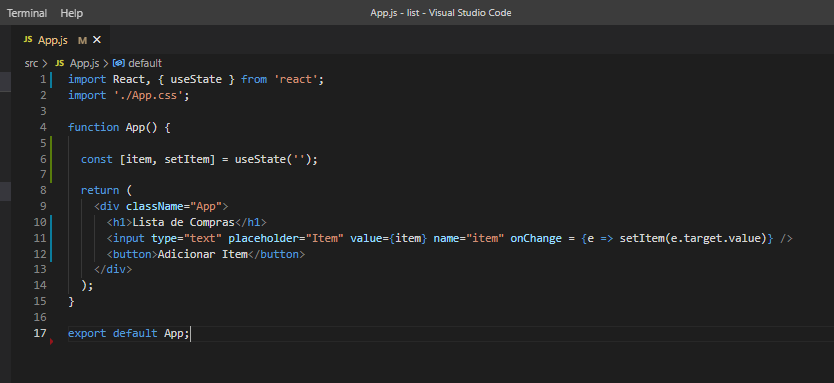 Terminal Help App.js - list - Visual Studio Code
JS App.js M ×
src > JS App.js > default
1 import React, { useState } from 'react';
2 import './App.css';
3
4 function App() {
5
6 const [item, setItem] = useState('');
7
8 return (
9 <div className="App">
10 <h1>Lista de Compras</h1>
11 <input type="text" placeholder="Item" value={item} name="item" onChange = {e => setItem(e.target.value)} />
12 <button>Adicionar Item</button>
13 </div>
14 );
15 }
16
17 export default App;